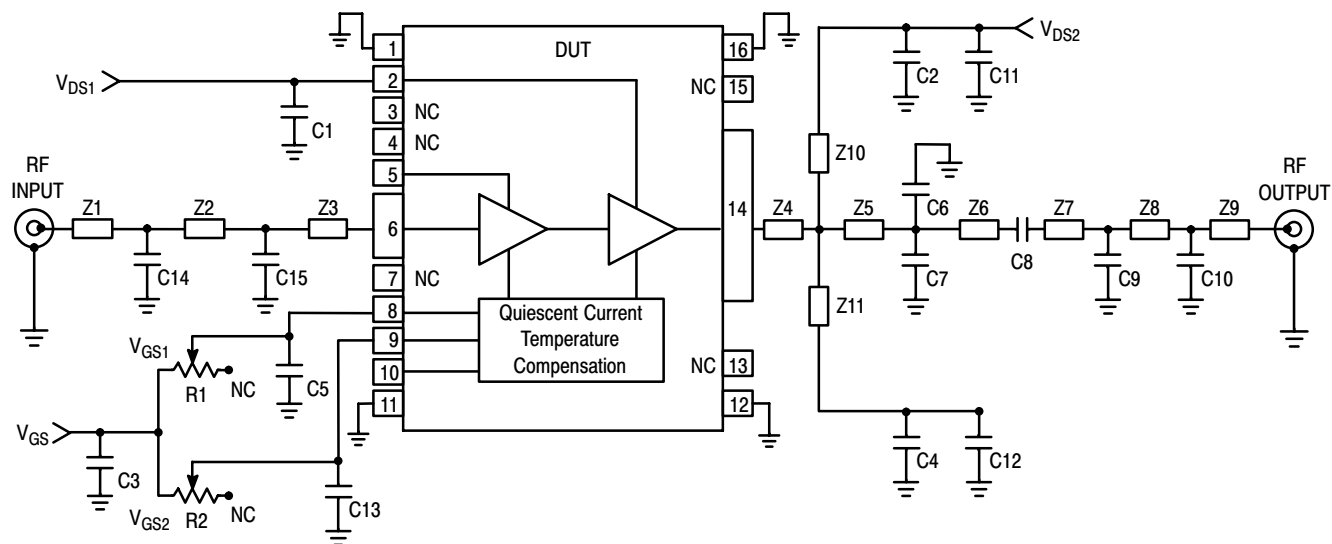 1
DUT
16
V_DS2
V_DS1
2
NC
15
C2
C11
3
NC
C1
4
NC
Z10
RF
INPUT
5
RF
OUTPUT
Z1
Z2
Z3
6
14
Z4
Z5
C6
Z6
Z7
Z8
Z9
C14
C15
C8
7
NC
C7
C9
C10
8
Quiescent Current
Temperature
Compensation
Z11
V_GS1
9
NC
13
R1
NC
C5
10
11
12
V_GS
C3
C4
C12
V_GS2
R2
NC
C13